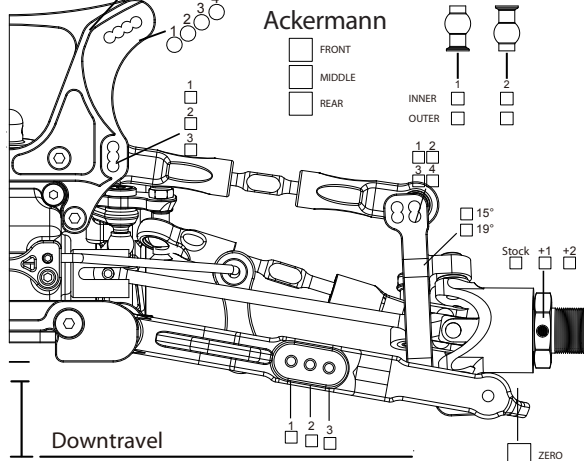 1 2 3 4
Ackermann
FRONT
MIDDLE
REAR
1 2
INNER
OUTER
1
2
3
1 2
3 4
15°
19°
Stock +1 +2
1 2 3
Downtravel
ZERO